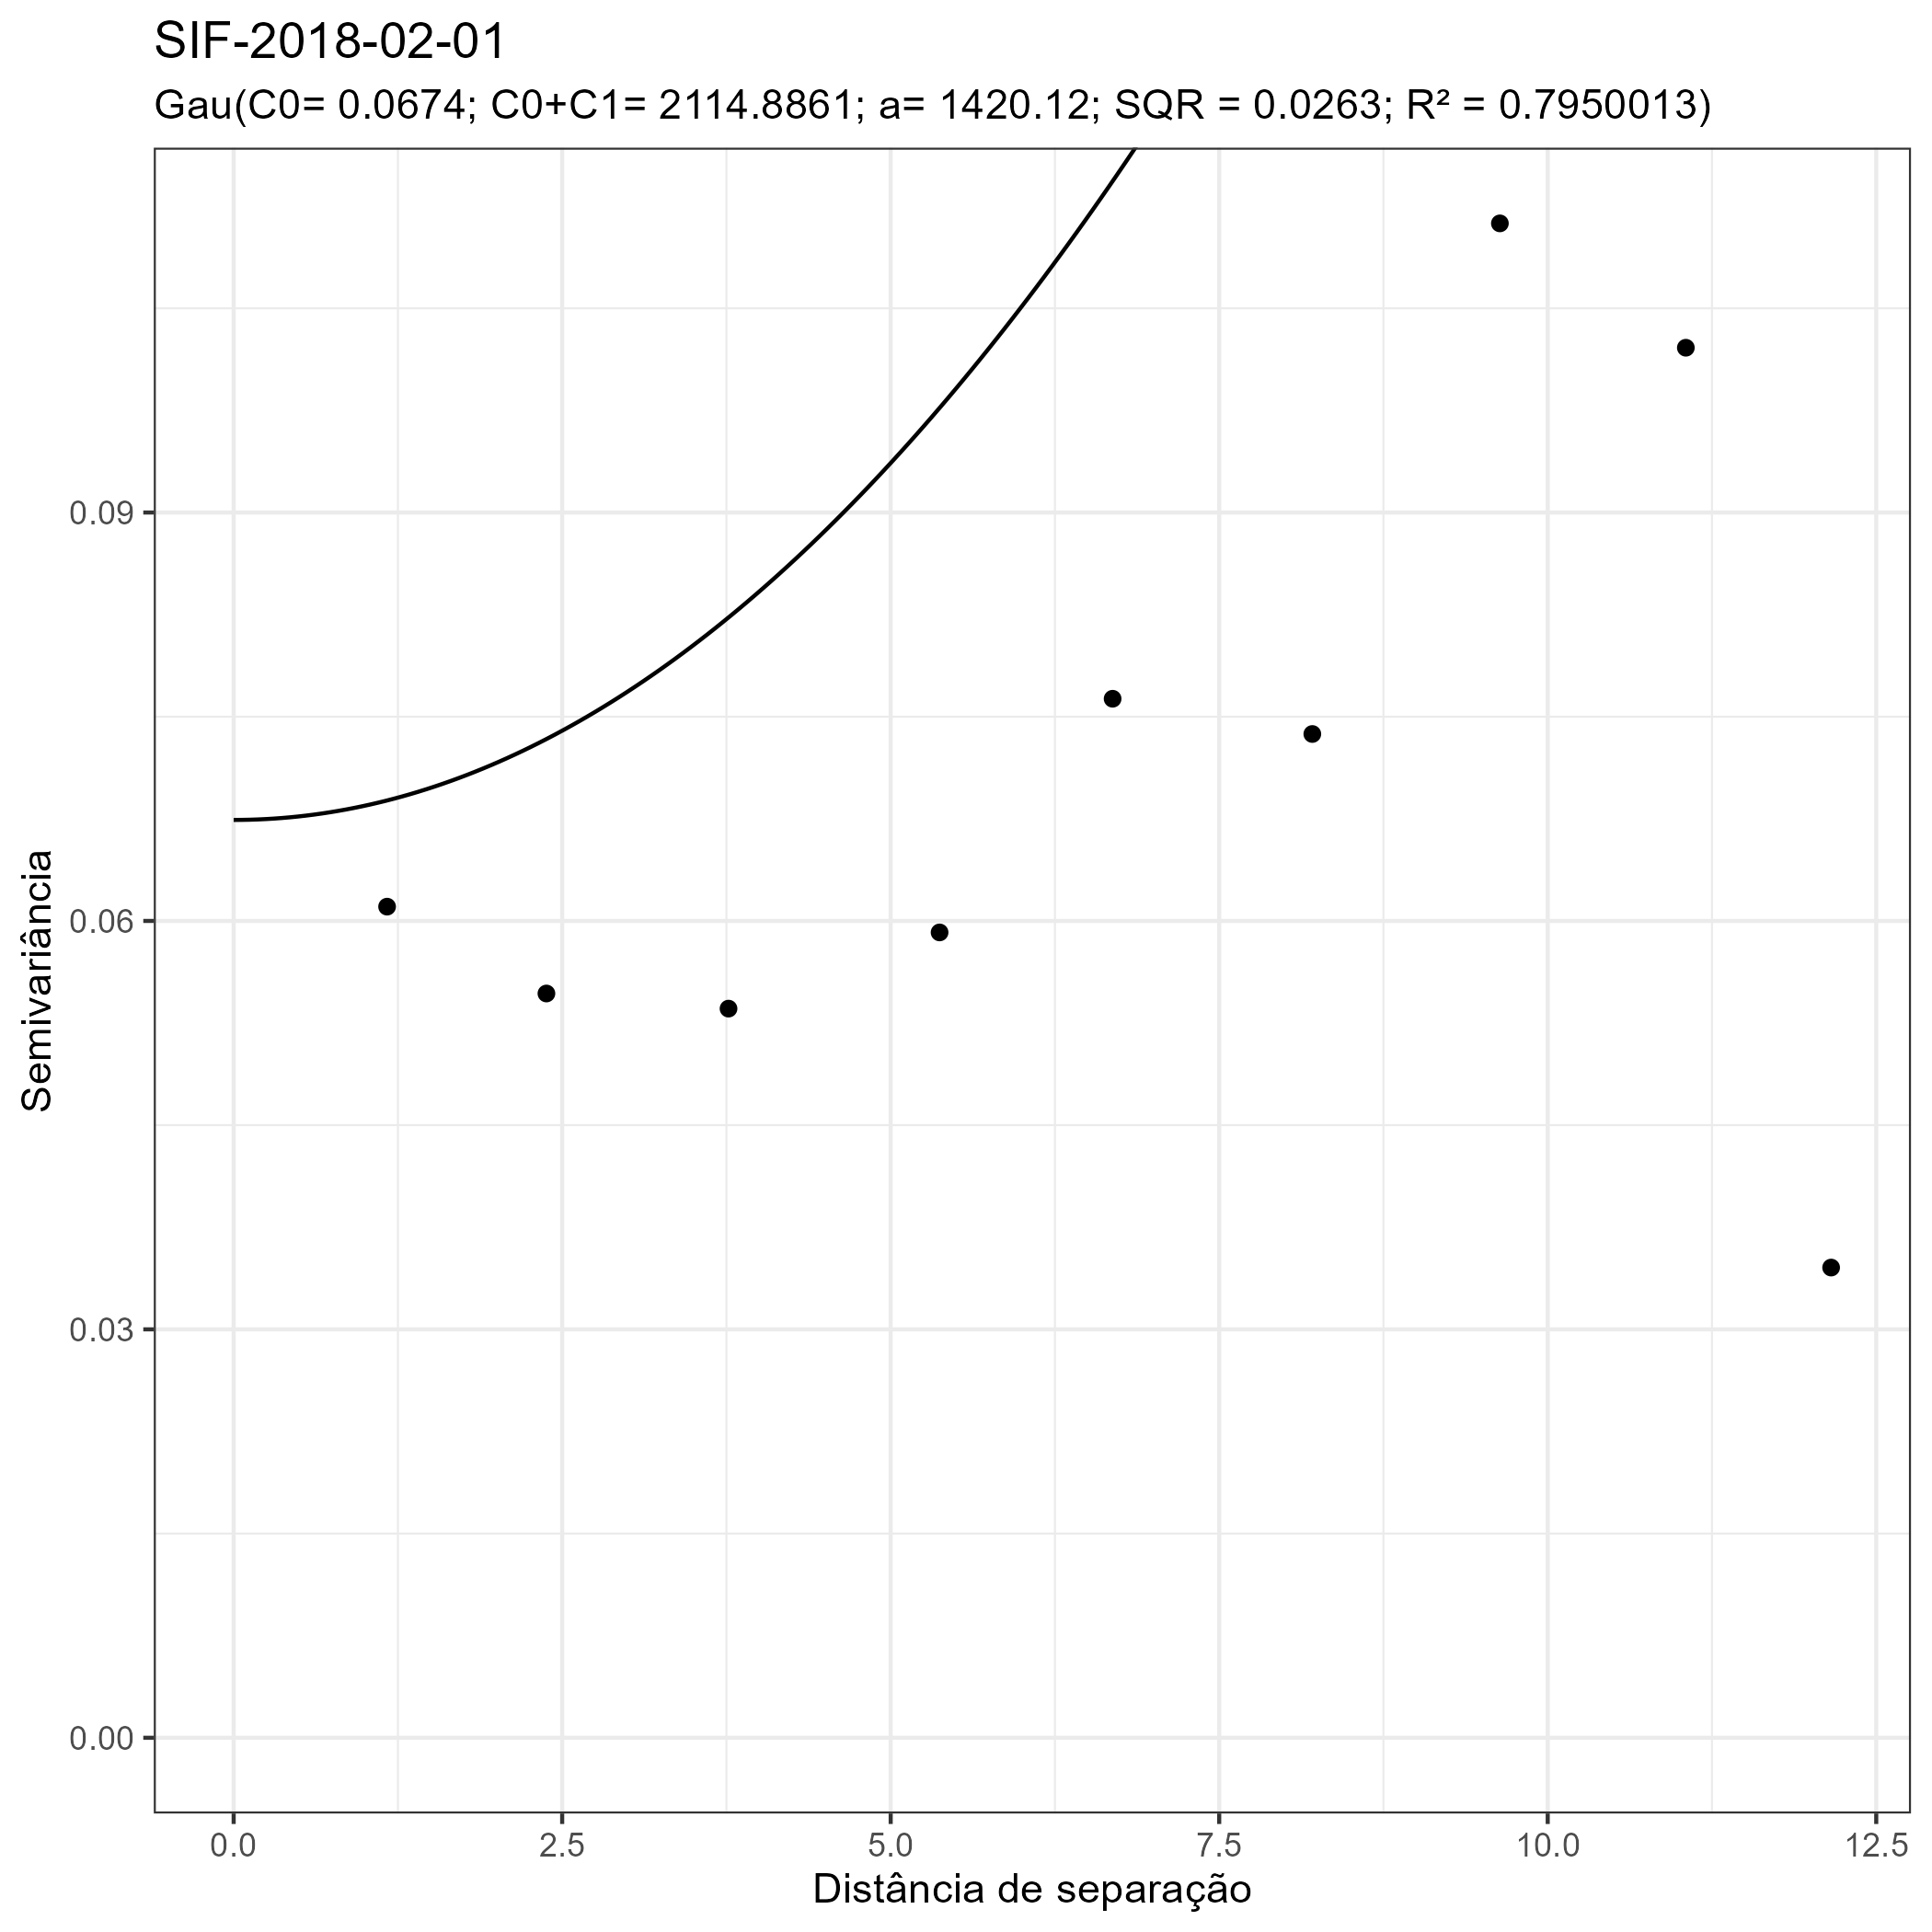 SIF-2018-02-01
Gau(C0= 0.0674; C0+C1= 2114.8861; a= 1420.12; SQR = 0.0263; R² = 0.7950013)
Semivariância
0.09
0.06
0.03
0.00
0.0 2.5 5.0 7.5 10.0 12.5
Distância de separação